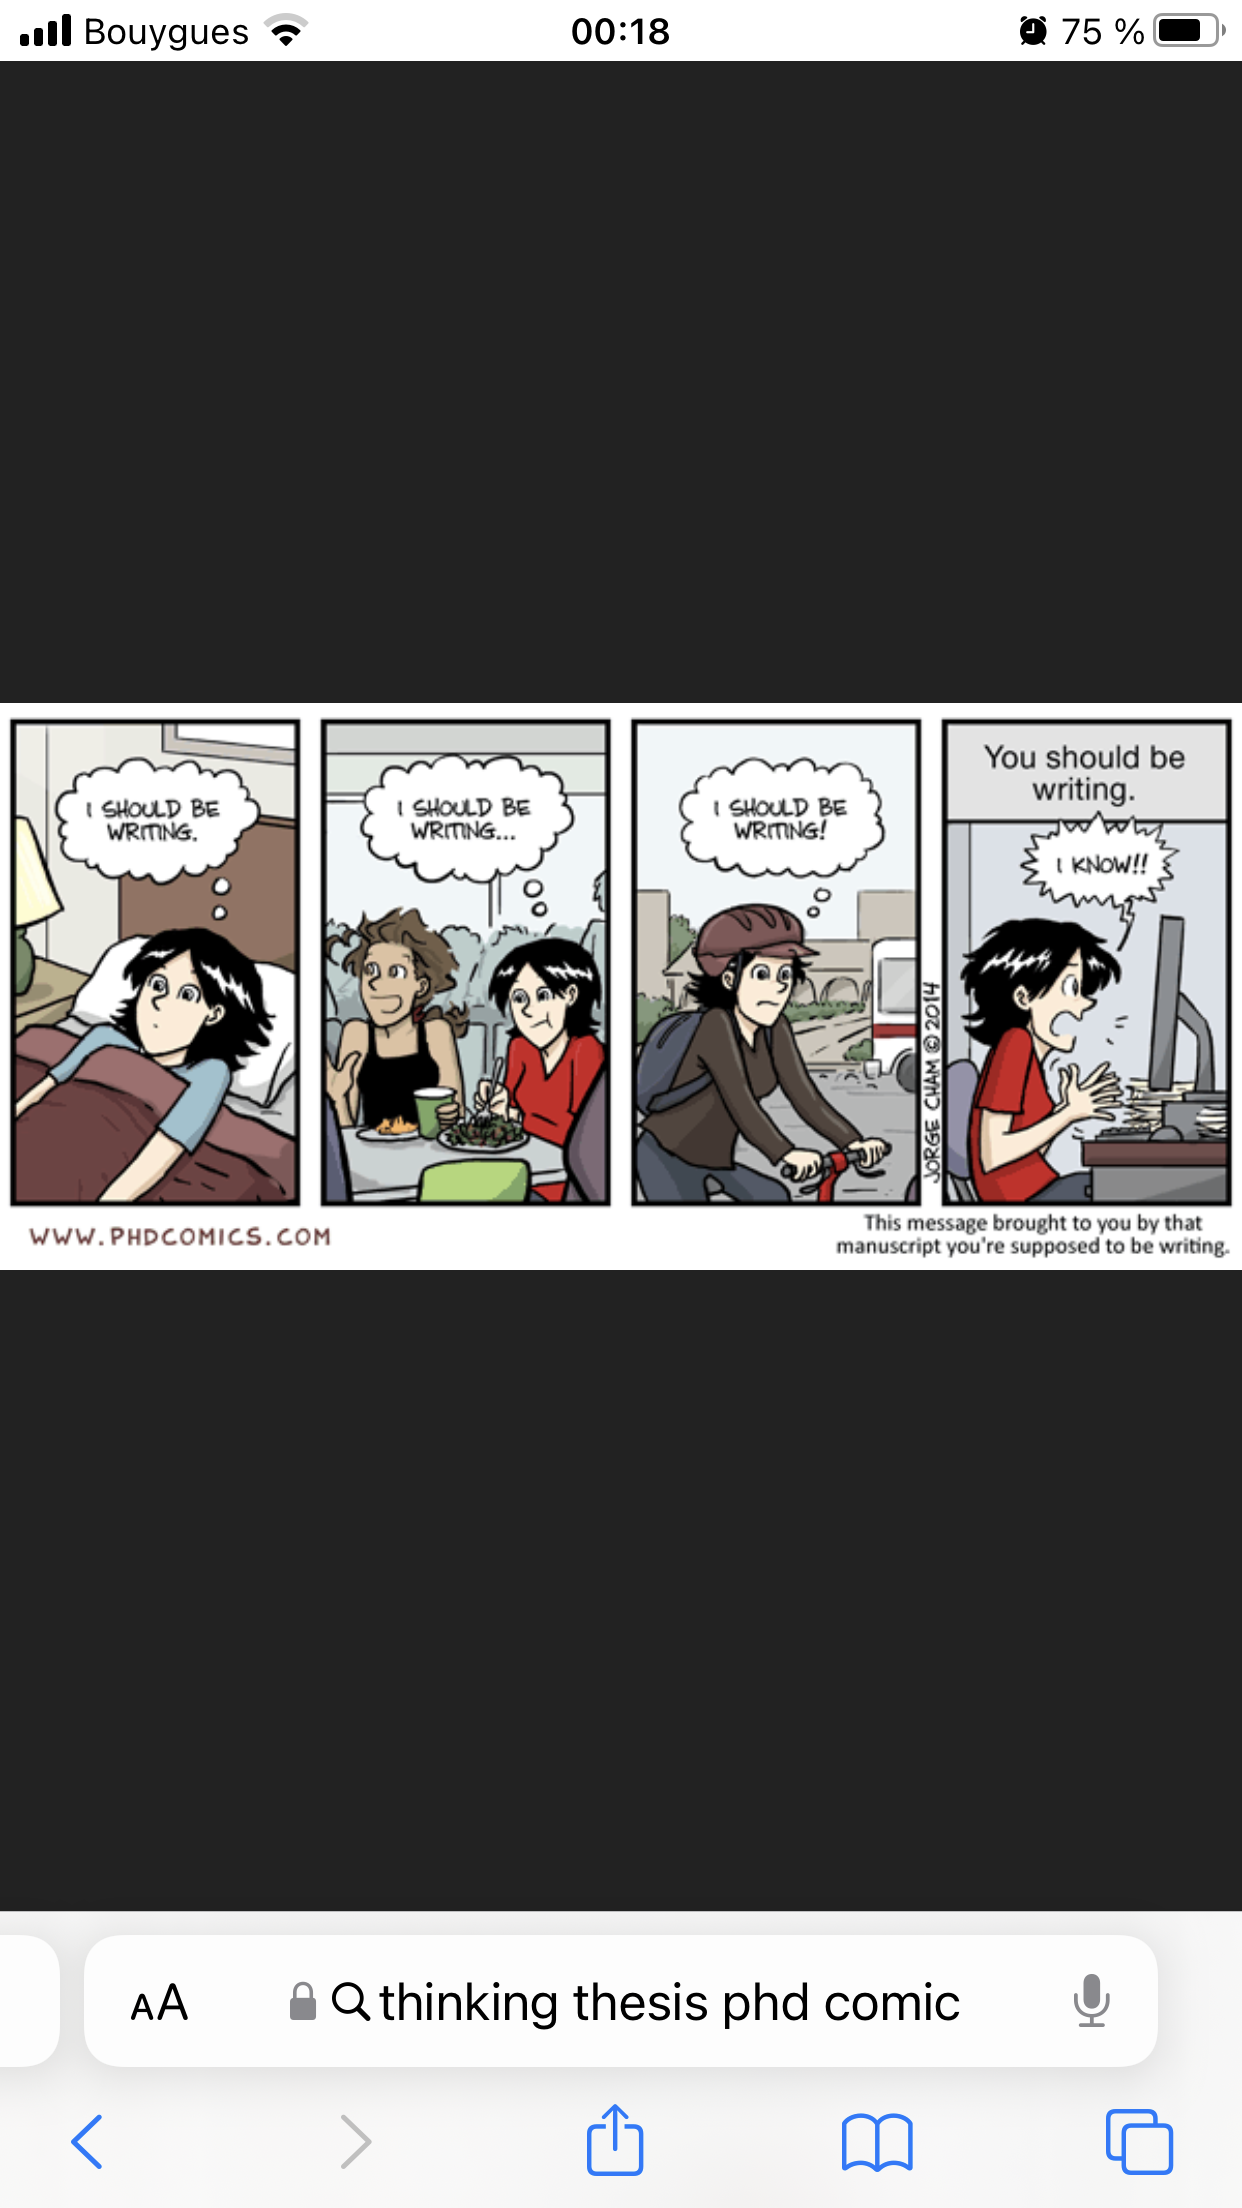 Bouygues
00:18
75 %
I SHOULD BE
WRITING.
I SHOULD BE
WRITING...
I SHOULD BE
WRITING!
You should be
writing.
I KNOW!!
JORGE CHAM © 2014
WWW.PHDCOMICS.COM
This message brought to you by that
manuscript you're supposed to be writing.
AA
thinking thesis phd comic